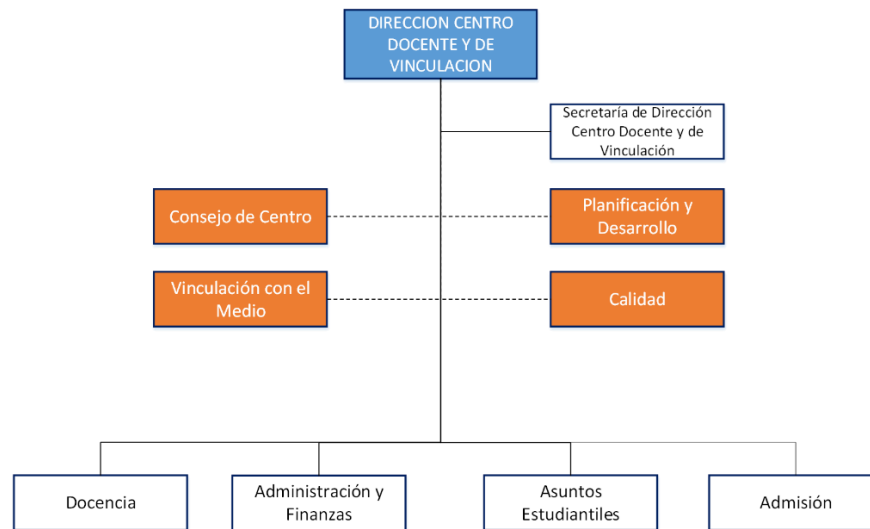 DIRECCION CENTRO
DOCENTE Y DE
VINCULACION
Secretaría de Dirección
Centro Docente y de
Vinculación
Consejo de Centro
Planificación y
Desarrollo
Vinculación con el
Medio
Calidad
Docencia
Administración y
Finanzas
Asuntos
Estudiantiles
Admisión